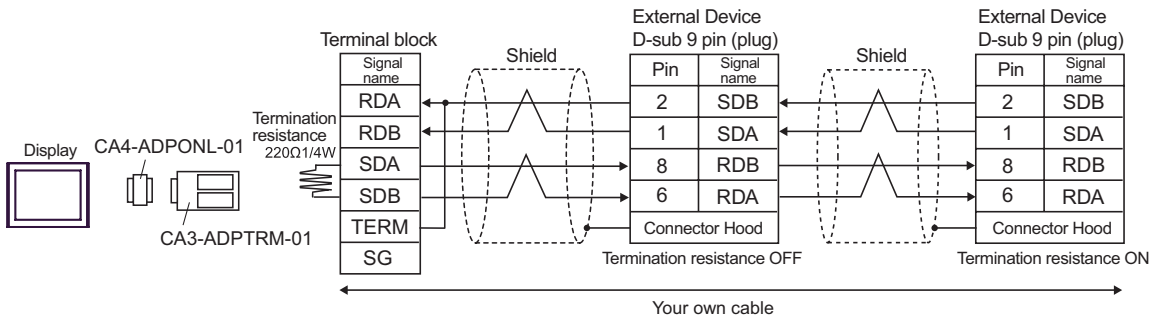 Display
CA4-ADPONL-01
CA3-ADPTRM-01
Termination
resistance
220Ω1/4W
Terminal block
Signal
name
RDA
RDB
SDA
SDB
TERM
SG
Shield
External Device
D-sub 9 pin (plug)
Pin Signal
name
2 SDB
1 SDA
8 RDB
6 RDA
Connector Hood
Termination resistance OFF
Shield
External Device
D-sub 9 pin (plug)
Pin Signal
name
2 SDB
1 SDA
8 RDB
6 RDA
Connector Hood
Termination resistance ON
Your own cable